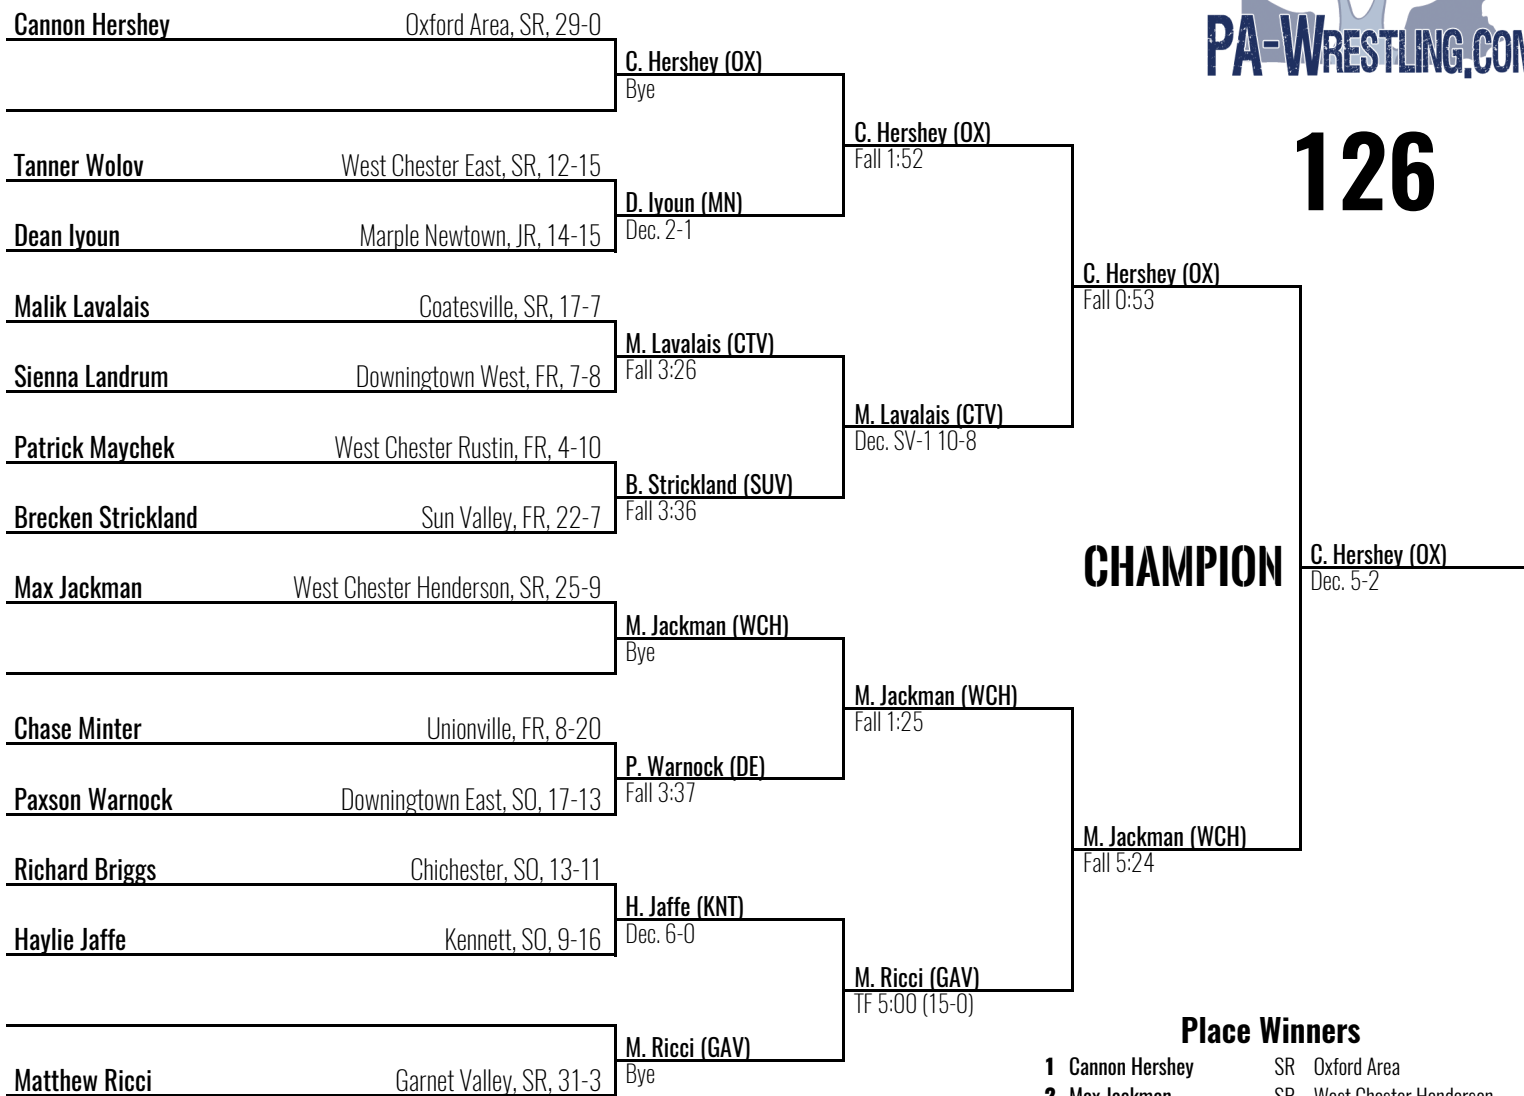 Cannon Hershey Oxford Area, SR, 29-0
C. Hershey (OX)
Bye
PA-WRESTLING.COM
126
C. Hershey (OX)
Fall 1:52
Tanner Wolov West Chester East, SR, 12-15
D. Iyoun (MN)
Dec. 2-1
Dean Iyoun Marple Newtown, JR, 14-15
C. Hershey (OX)
Fall 0:53
Malik Lavalais Coatesville, SR, 17-7
M. Lavalais (CTV)
Fall 3:26
Sienna Landrum Downingtown West, FR, 7-8
M. Lavalais (CTV)
Dec. SV-1 10-8
Patrick Maychek West Chester Rustin, FR, 4-10
B. Strickland (SUV)
Fall 3:36
Brecken Strickland Sun Valley, FR, 22-7
CHAMPION
C. Hershey (OX)
Dec. 5-2
Max Jackman West Chester Henderson, SR, 25-9
M. Jackman (WCH)
Bye
M. Jackman (WCH)
Fall 1:25
Chase Minter Unionville, FR, 8-20
P. Warnock (DE)
Fall 3:37
Paxson Warnock Downingtown East, SO, 17-13
M. Jackman (WCH)
Fall 5:24
Richard Briggs Chichester, SO, 13-11
H. Jaffe (KNT)
Dec. 6-0
Haylie Jaffe Kennett, SO, 9-16
M. Ricci (GAV)
TF 5:00 (15-0)
M. Ricci (GAV)
Bye
Matthew Ricci Garnet Valley, SR, 31-3
Place Winners
1 Cannon Hershey SR Oxford Area
2 Max Jackman SR West Chester Henderson